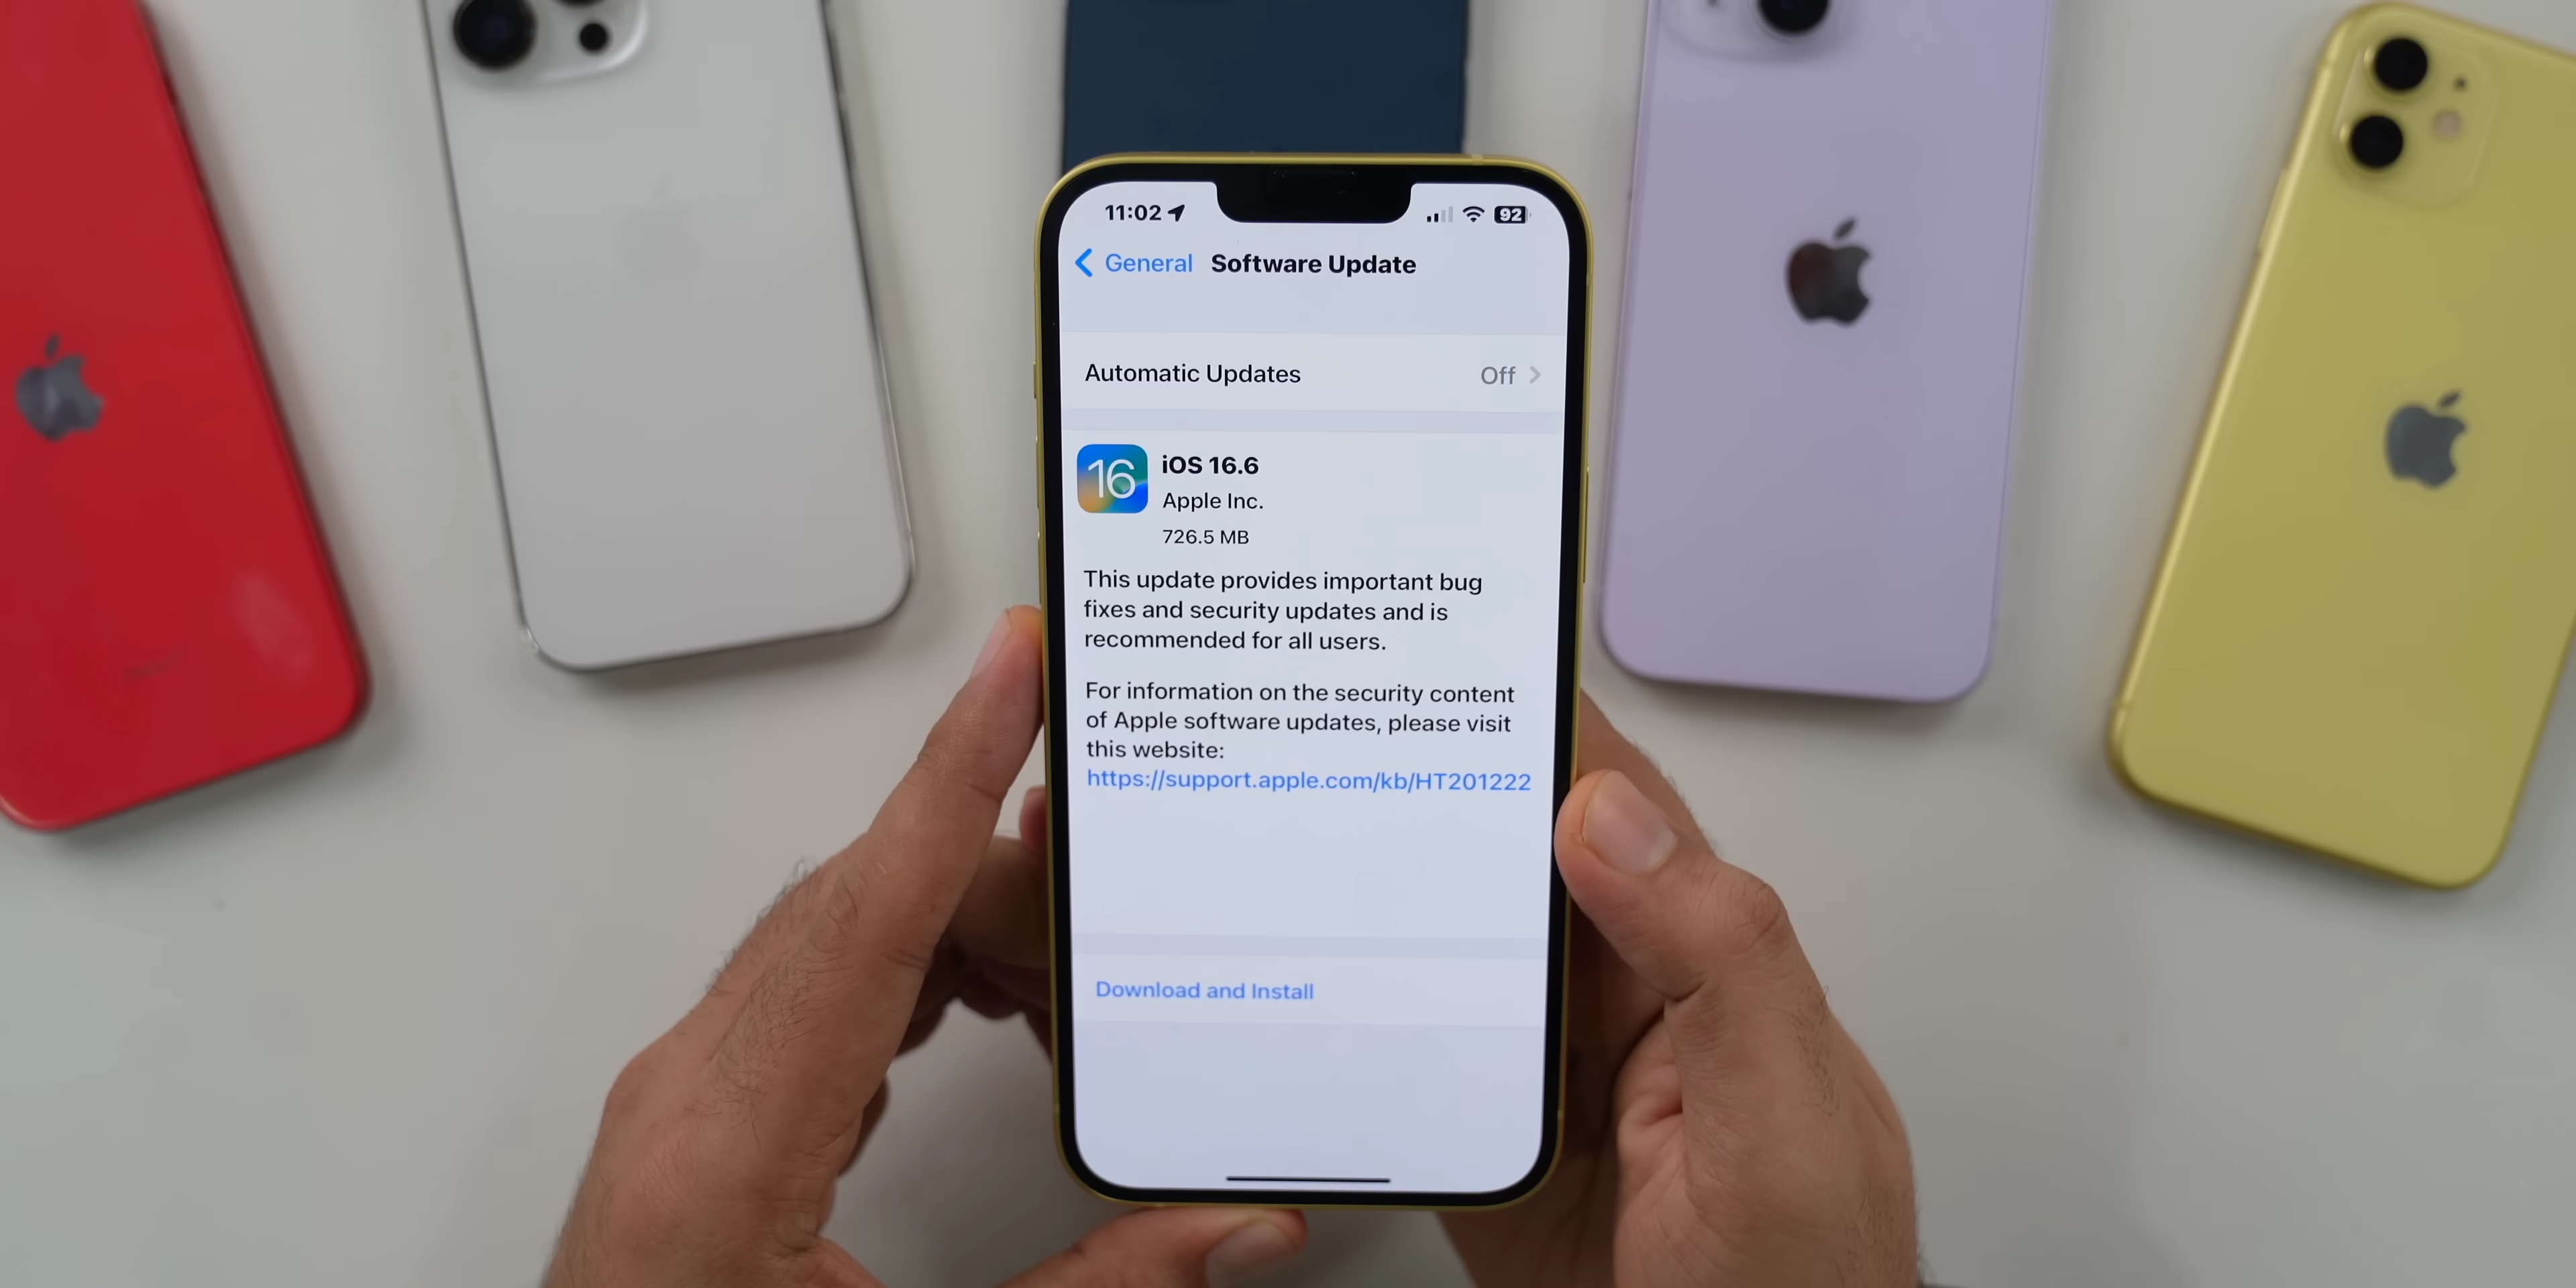 11:02
92
General Software Update
Automatic Updates Off
16
iOS 16.6
Apple Inc.
726.5 MB
This update provides important bug
fixes and security updates and is
recommended for all users.
For information on the security content
of Apple software updates, please visit
this website:
https://support.apple.com/kb/HT201222
Download and Install